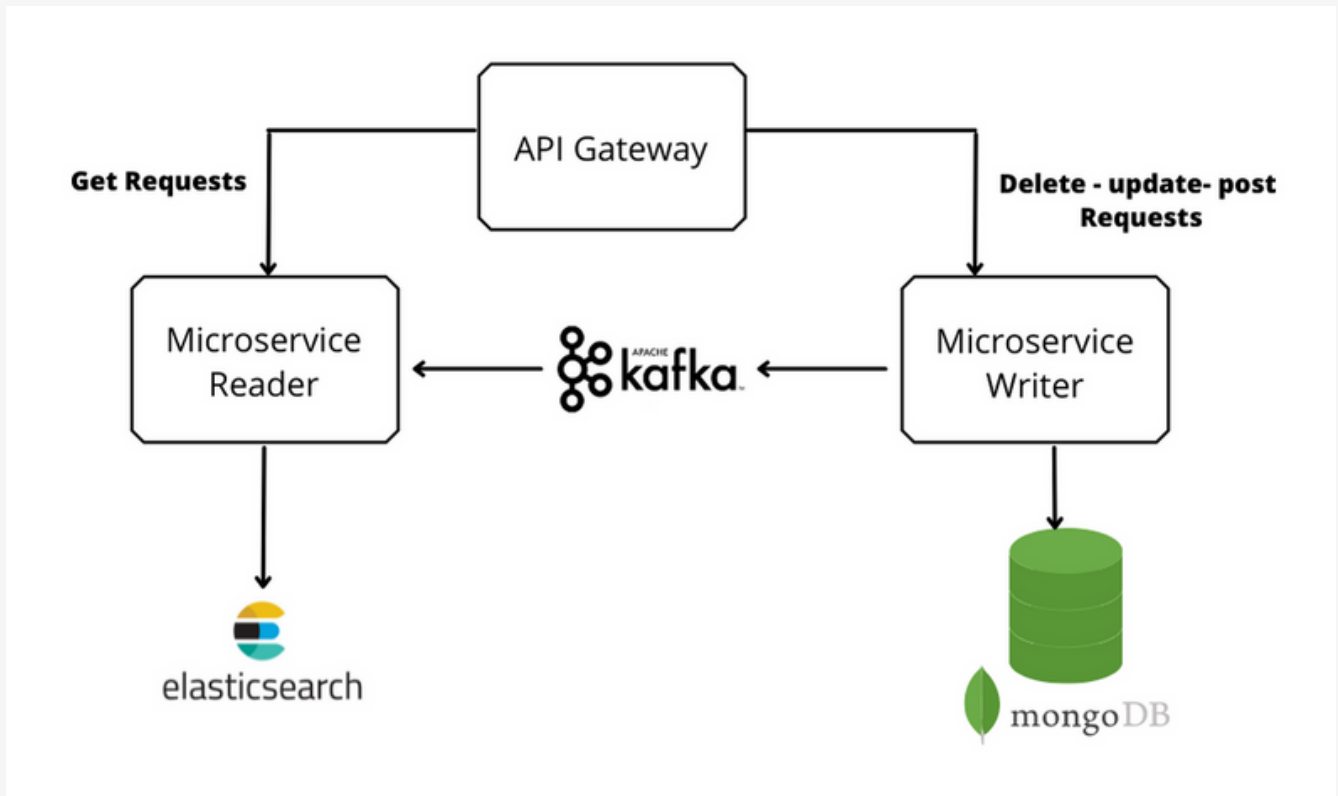 API Gateway
Get Requests
Delete - update- post
Requests
Microservice
Reader
APACHE
kafka
Microservice
Writer
elasticsearch
mongoDB